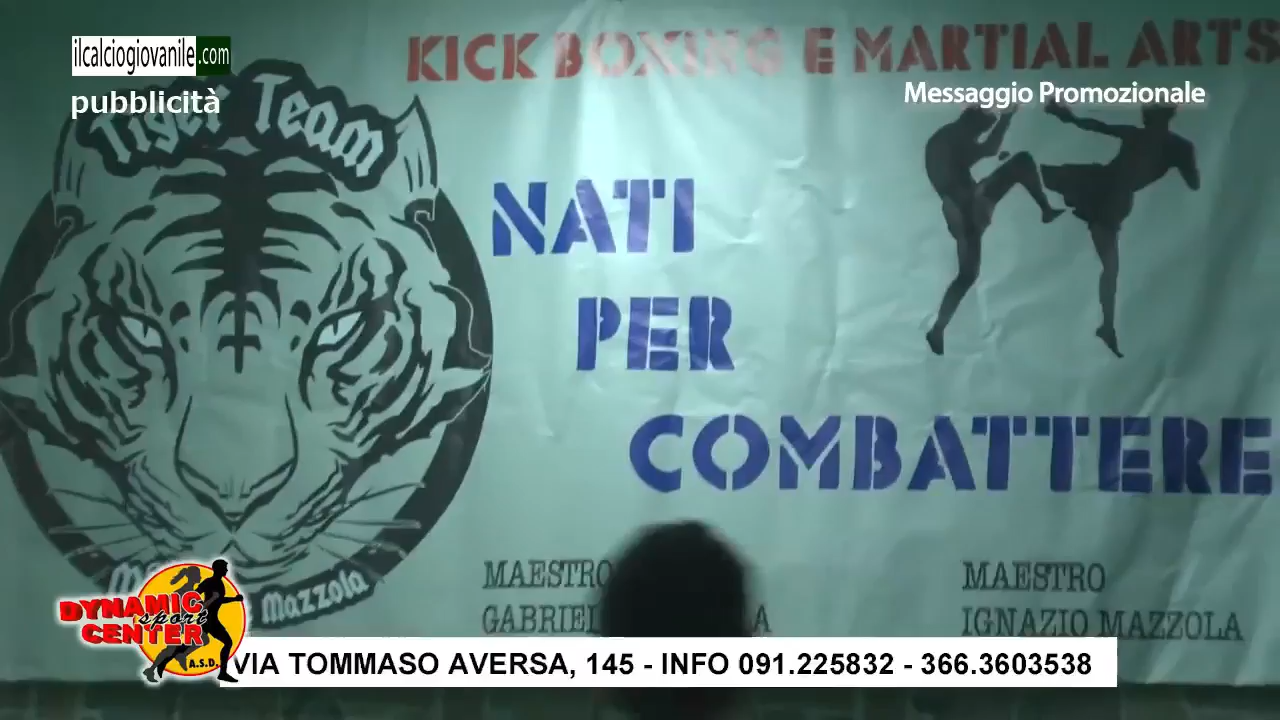 ilcalciogiovanile.com
pubblicità
Messaggio Promozionale
KICK BOXING E MARTIAL ARTS
Tiger Team
NATI
PER
COMBATTERE
Mazzola
MAESTRO
MAESTRO
IGNAZIO MAZZOLA
DYNAMIC
sport
CENTER
A.S.D.
VIA TOMMASO AVERSA, 145 - INFO 091.225832 - 366.3603538